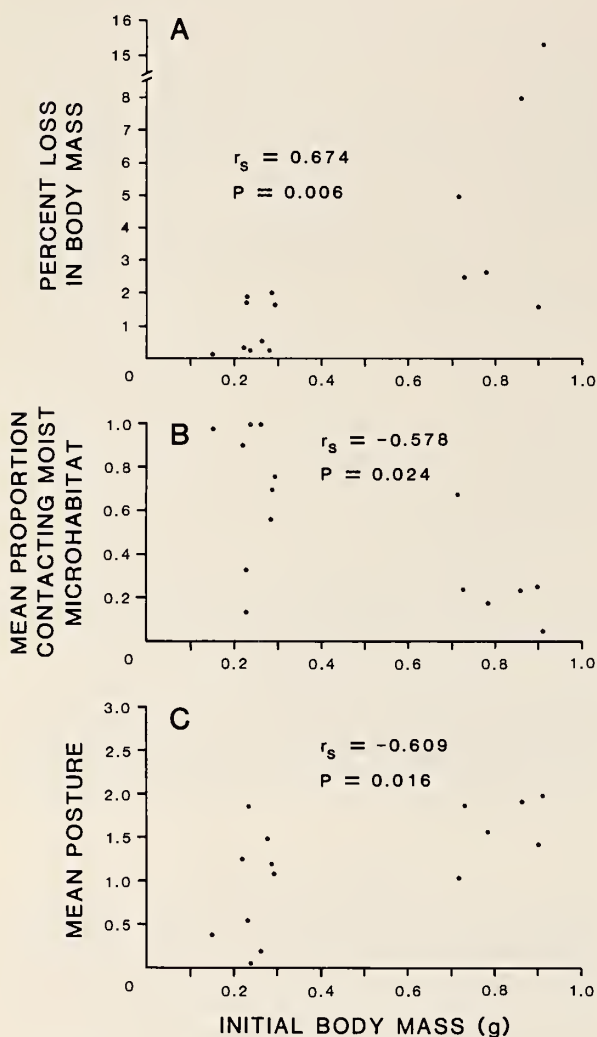 A
16
15
8
7
6
5
4
3
2
1
0
PERCENT LOSS
IN BODY MASS
rs = 0.674
P = 0.006
0.2
0.4
0.6
0.8
1.0
B
1.0
0.8
0.6
0.4
0.2
0
MEAN PROPORTION
CONTACTING MOIST
MICROHABITAT
rs = -0.578
P = 0.024
0.2
0.4
0.6
0.8
1.0
C
3.0
2.5
2.0
1.5
1.0
0.5
0
MEAN POSTURE
rs = -0.609
P = 0.016
0.2
0.4
0.6
0.8
1.0
INITIAL BODY MASS (g)